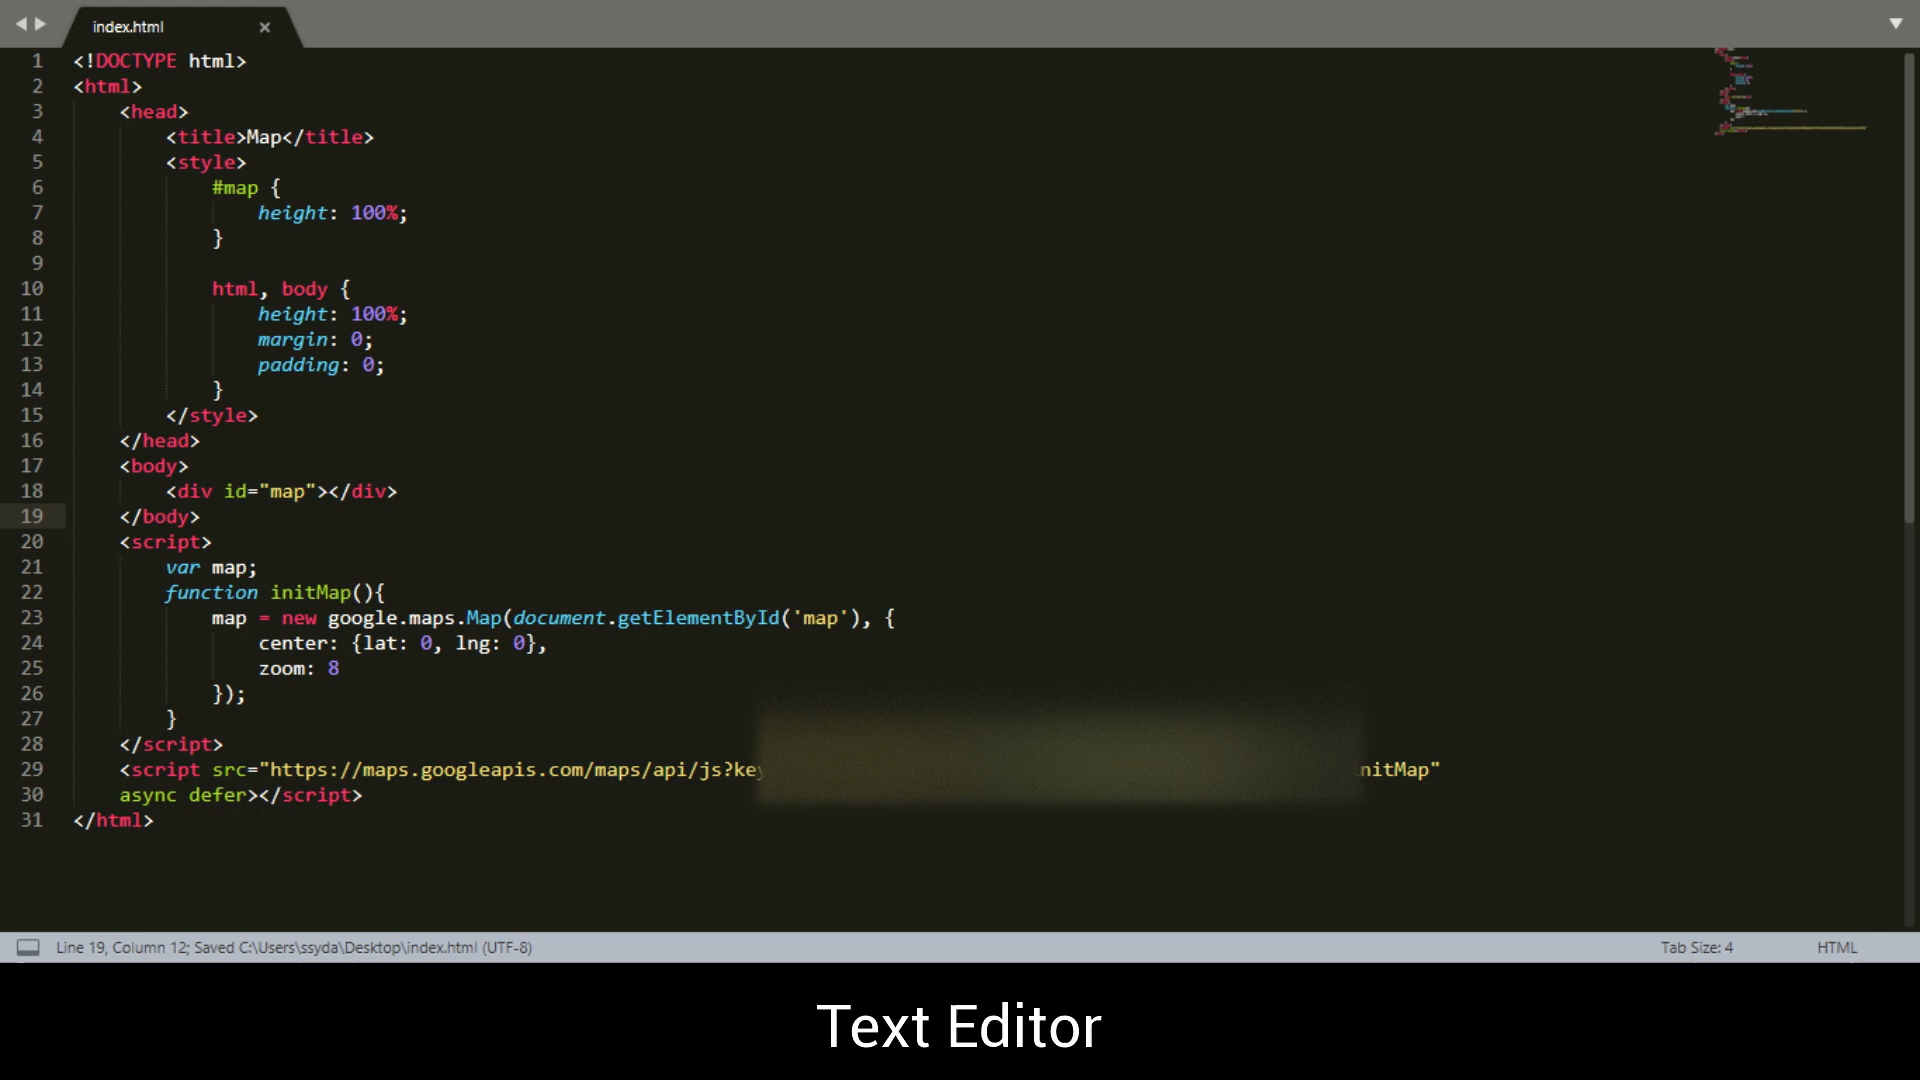 index.html ×
1 <!DOCTYPE html>
2 <html>
3     <head>
4         <title>Map</title>
5         <style>
6             #map {
7                 height: 100%;
8             }
9
10             html, body {
11                 height: 100%;
12                 margin: 0;
13                 padding: 0;
14             }
15         </style>
16     </head>
17     <body>
18         <div id="map"></div>
19     </body>
20     <script>
21         var map;
22         function initMap(){
23             map = new google.maps.Map(document.getElementById('map'), {
24                 center: {lat: 0, lng: 0},
25                 zoom: 8
26             });
27         }
28     </script>
29     <script src="https://maps.googleapis.com/maps/api/js?key nitMap"
30     async defer></script>
31 </html>
Line 19, Column 12; Saved C:\Users\ssyda\Desktop\index.html (UTF-8) Tab Size: 4 HTML
Text Editor